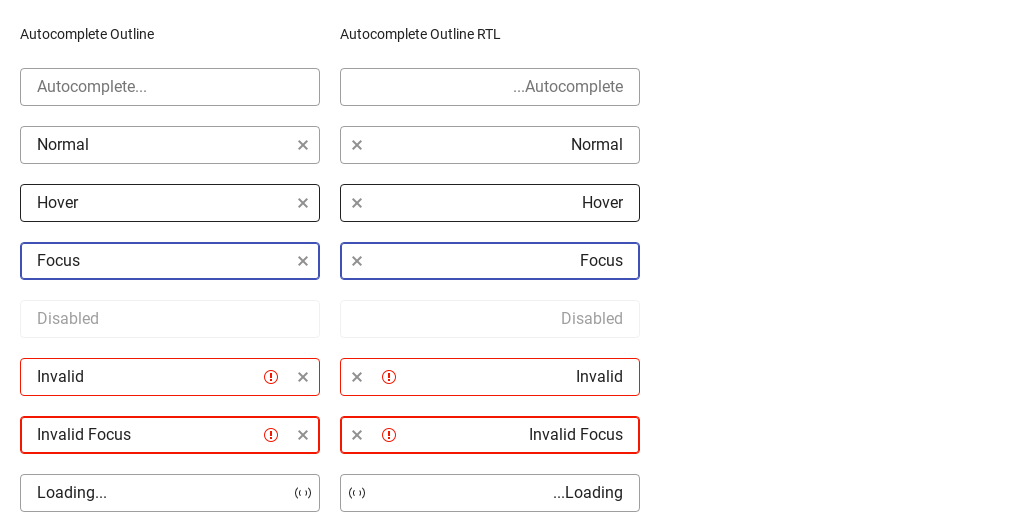 Autocomplete Outline
Autocomplete Outline RTL
Autocomplete...
...Autocomplete
Normal
Normal
Hover
Hover
Focus
Focus
Disabled
Disabled
Invalid
Invalid
Invalid Focus
Invalid Focus
Loading...
...Loading